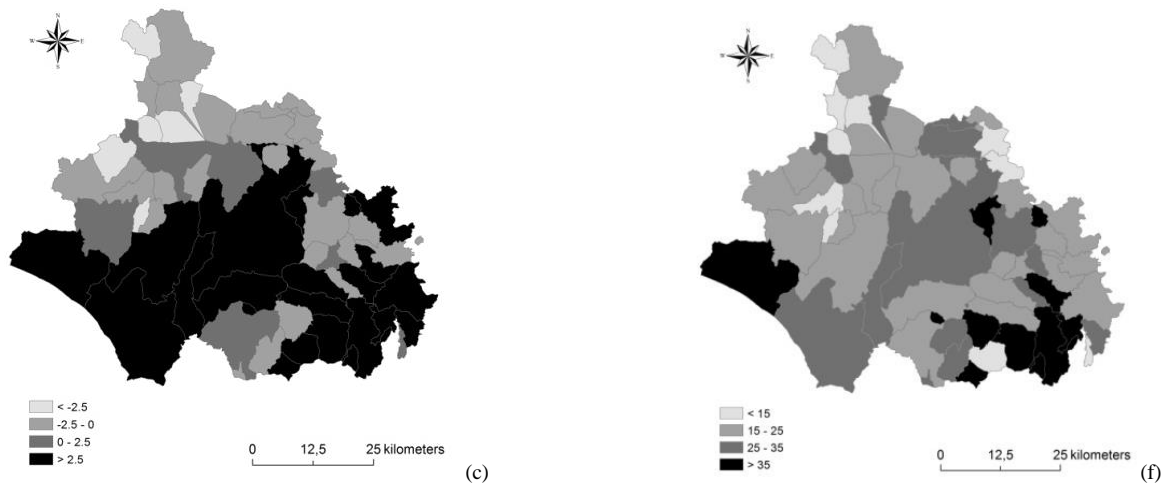 N
W E
S
< -2.5
-2.5 - 0
0 - 2.5
> 2.5
0 12,5 25 kilometers
(c)
N
W E
S
< 15
15 - 25
25 - 35
> 35
0 12,5 25 kilometers
(f)